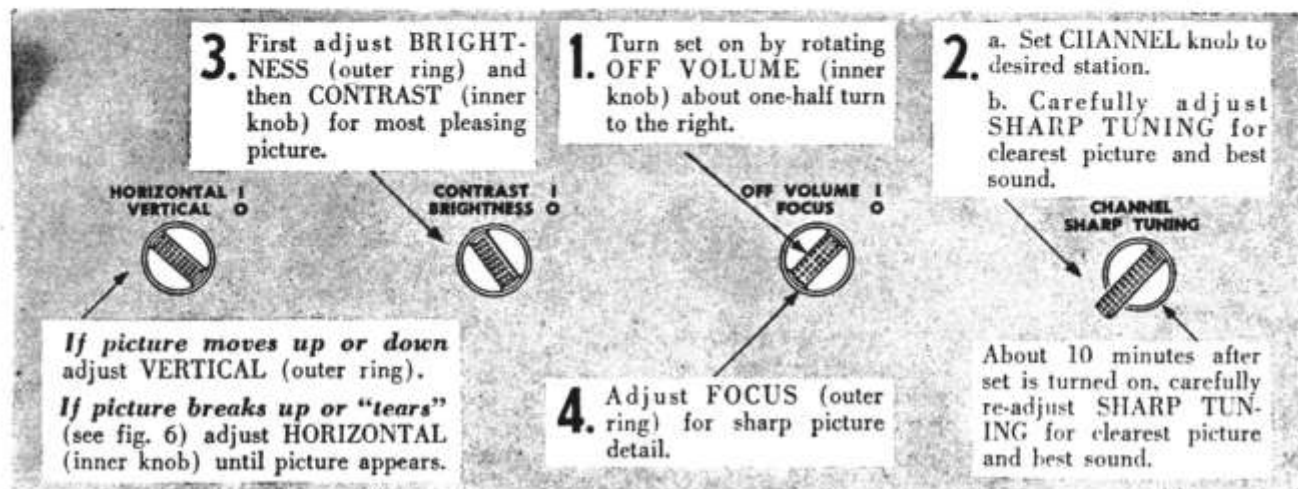 3. First adjust BRIGHT-
NESS (outer ring) and
then CONTRAST (inner
knob) for most pleasing
picture.
1. Turn set on by rotating
OFF VOLUME (inner
knob) about one-half turn
to the right.
2. a. Set CHANNEL knob to
desired station.
b. Carefully adjust
SHARP TUNING for
clearest picture and best
sound.
HORIZONTAL I
VERTICAL O
CONTRAST I
BRIGHTNESS O
OFF VOLUME I
FOCUS O
CHANNEL
SHARP TUNING
If picture moves up or down
adjust VERTICAL (outer ring).
If picture breaks up or “tears”
(see fig. 6) adjust HORIZONTAL
(inner knob) until picture appears.
4. Adjust FOCUS (outer
ring) for sharp picture
detail.
About 10 minutes after
set is turned on, carefully
re-adjust SHARP TUN-
ING for clearest picture
and best sound.